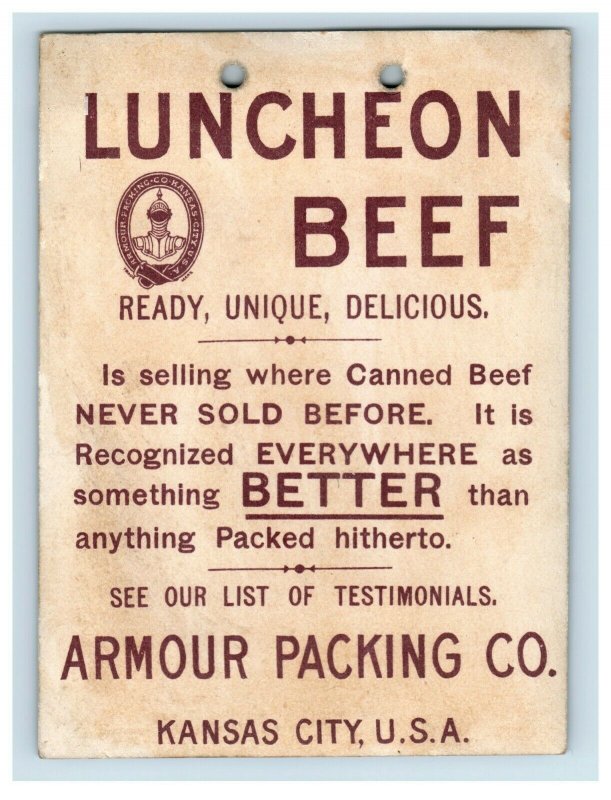 LUNCHEON
ARMOUR·PACKING·CO·KANSAS·CITY, U.S.A.
BEEF
READY, UNIQUE, DELICIOUS.
Is selling where Canned Beef
NEVER SOLD BEFORE. It is
Recognized EVERYWHERE as
something BETTER than
anything Packed hitherto.
SEE OUR LIST OF TESTIMONIALS.
ARMOUR PACKING CO.
KANSAS CITY, U.S.A.